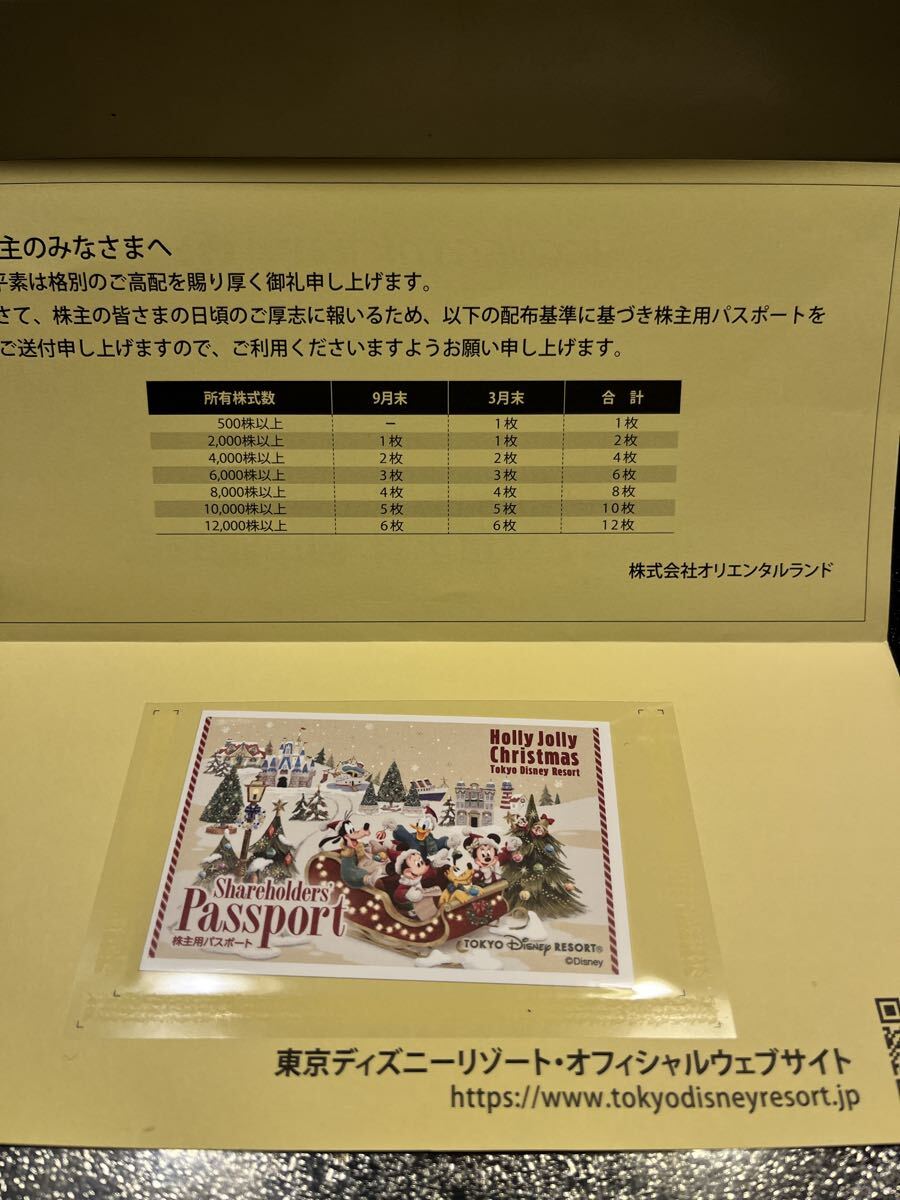 主のみなさまへ
平素は格別のご高配を賜り厚く御礼申し上げます。
さて、株主の皆さまの日頃のご厚志に報いるため、以下の配布基準に基づき株主用パスポートを
ご送付申し上げますので、ご利用くださいますようお願い申し上げます。
所有株式数 9月末 3月末 合 計
500株以上 － 1枚 1枚
2,000株以上 1枚 1枚 2枚
4,000株以上 2枚 2枚 4枚
6,000株以上 3枚 3枚 6枚
8,000株以上 4枚 4枚 8枚
10,000株以上 5枚 5枚 10枚
12,000株以上 6枚 6枚 12枚
株式会社オリエンタルランド
Holly Jolly
Christmas
Tokyo Disney Resort
Shareholders'
Passport
株主用パスポート
TOKYO Disney RESORT®
©Disney
東京ディズニーリゾート・オフィシャルウェブサイト
https://www.tokyodisneyresort.jp